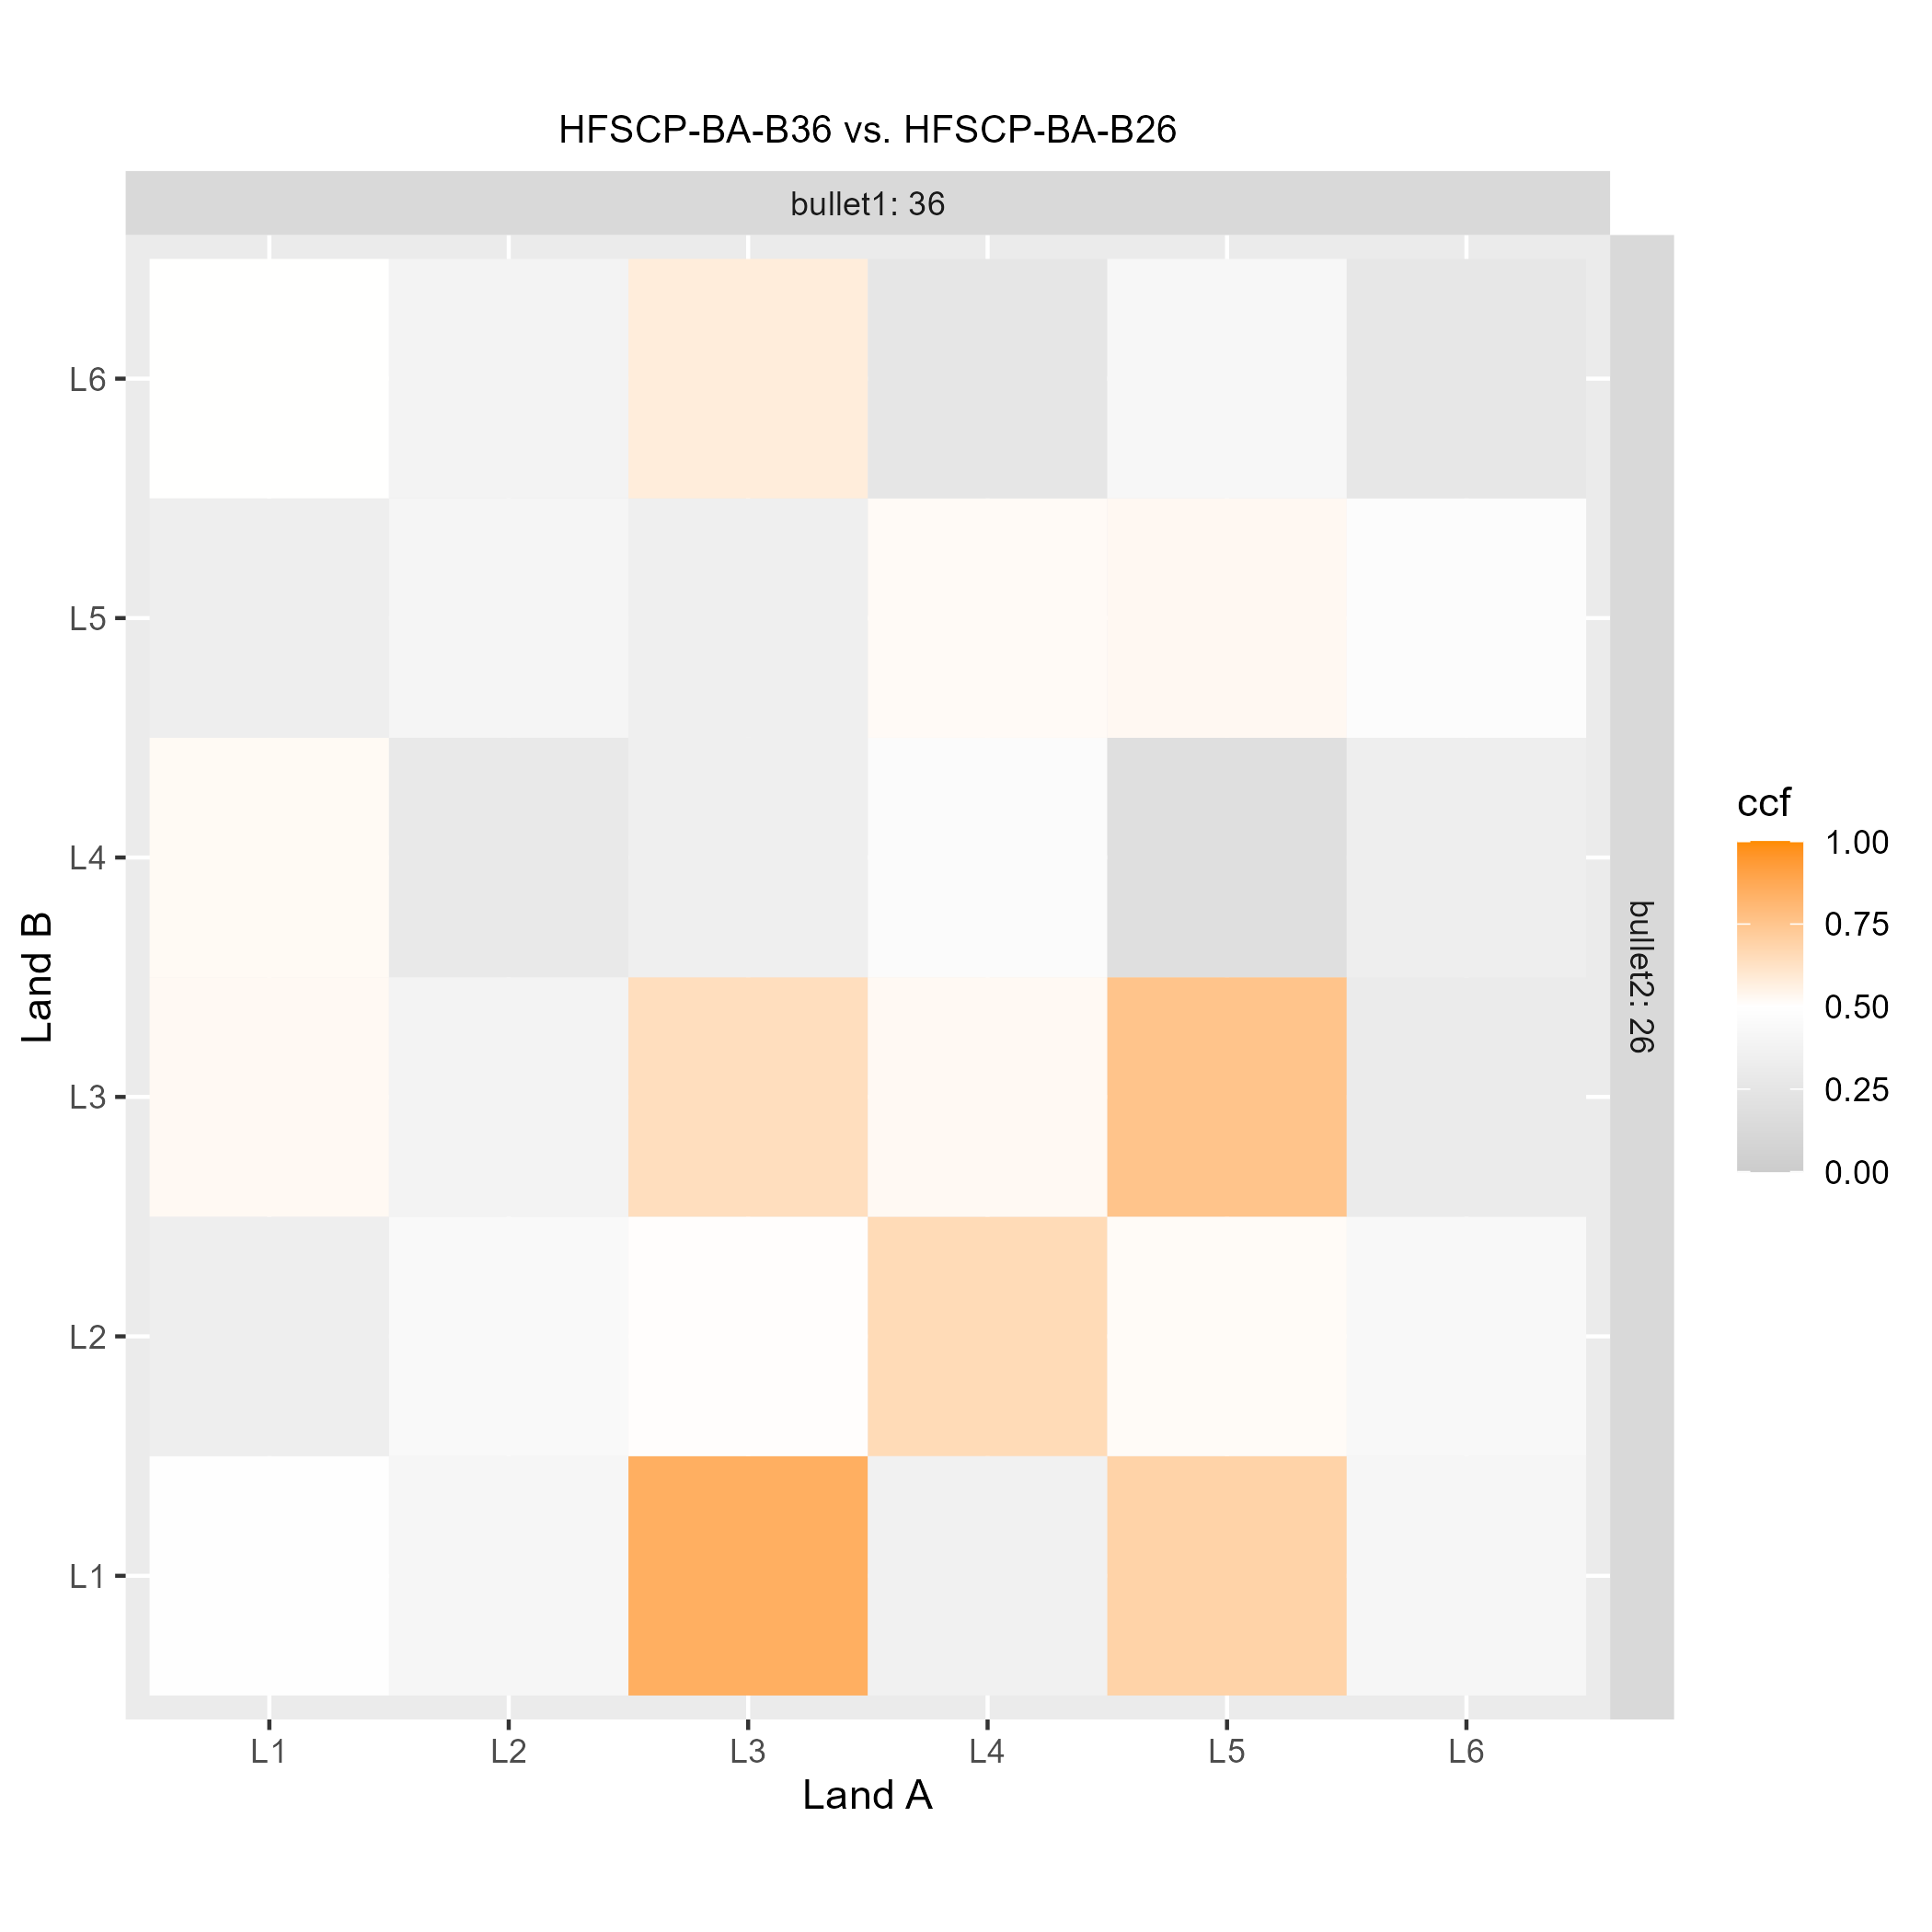 HFSCP-BA-B36 vs. HFSCP-BA-B26
bullet1: 36
L6
L5
L4
L3
L2
L1
Land B
bullet2: 26
ccf
1.00
0.75
0.50
0.25
0.00
L1 L2 L3 L4 L5 L6
Land A